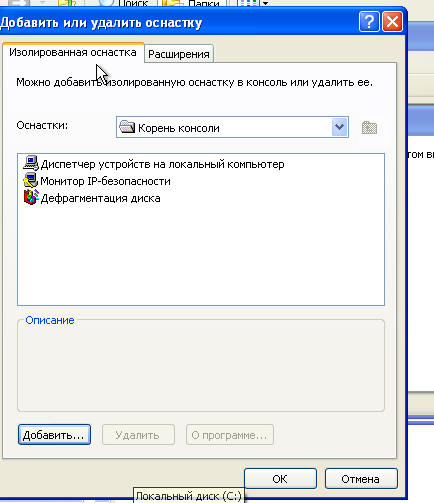 Поиск Папки
Добавить или удалить оснастку
Изолированная оснастка
Расширения
Можно добавить изолированную оснастку в консоль или удалить ее.
Оснастки:
Корень консоли
Диспетчер устройств на локальный компьютер
Монитор IP-безопасности
Дефрагментация диска
Описание
Добавить...
Удалить
О программе...
OK
Отмена
Локальный диск (C:)